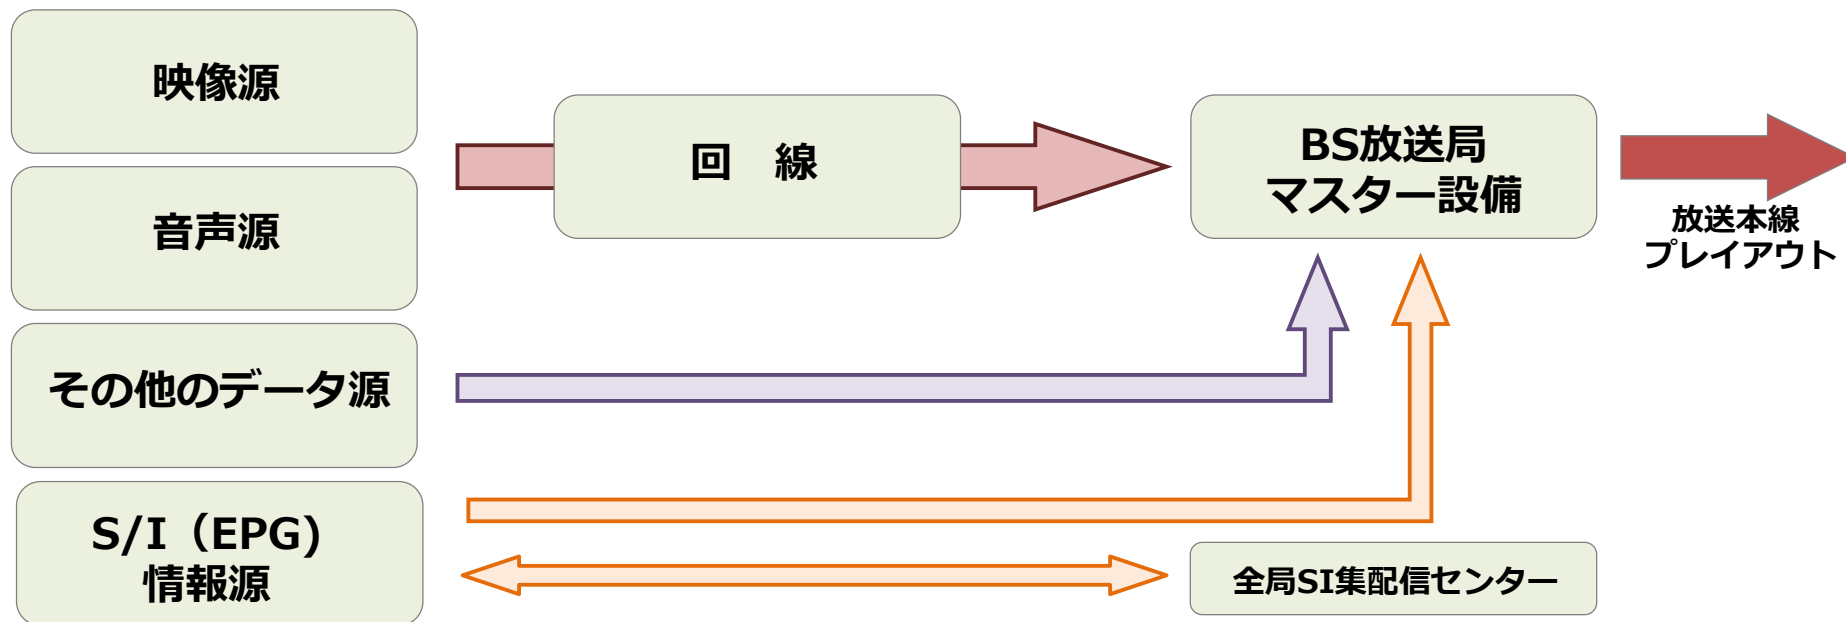 映像源
音声源
その他のデータ源
S/I（EPG)
情報源
回　線
BS放送局
マスター設備
放送本線
プレイアウト
全局SI集配信センター